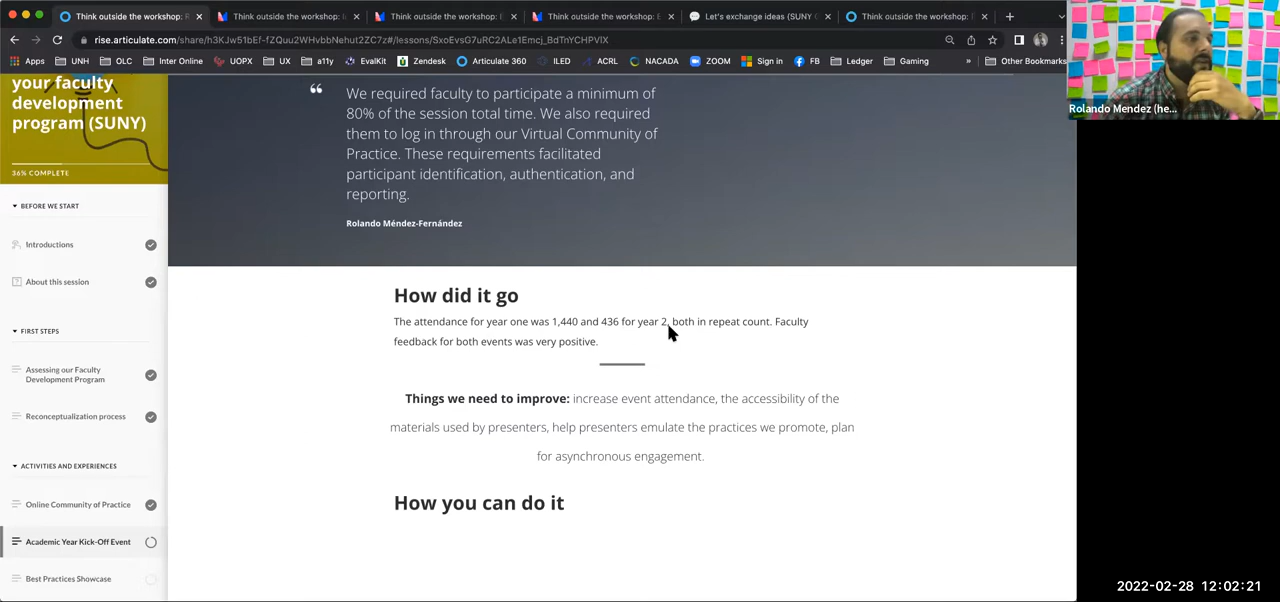 Think outside the workshop: R
Think outside the workshop: I
Think outside the workshop: E
Think outside the workshop: E
Let's exchange ideas (SUNY C
Think outside the workshop: F
rise.articulate.com/share/h3KJw51bEf-fZQuu2WHvbbNehut2ZC7z#/lessons/SxoEvsG7uRC2ALe1Emcj_BdTnYCHPVIX
Apps UNH OLC Inter Online UOPX UX a11y EvalKit Zendesk Articulate 360 ILED ACRL NACADA ZOOM Sign in FB Ledger Gaming » Other Bookmarks
Rolando Mendez (he...
your faculty
development
program (SUNY)
36% COMPLETE
BEFORE WE START
Introductions
About this session
FIRST STEPS
Assessing our Faculty
Development Program
Reconceptualization process
ACTIVITIES AND EXPERIENCES
Online Community of Practice
Academic Year Kick-Off Event
Best Practices Showcase
❝ We required faculty to participate a minimum of
80% of the session total time. We also required
them to log in through our Virtual Community of
Practice. These requirements facilitated
participant identification, authentication, and
reporting.
Rolando Méndez-Fernández
How did it go
The attendance for year one was 1,440 and 436 for year 2, both in repeat count. Faculty
feedback for both events was very positive.
Things we need to improve: increase event attendance, the accessibility of the
materials used by presenters, help presenters emulate the practices we promote, plan
for asynchronous engagement.
How you can do it
2022-02-28 12:02:21